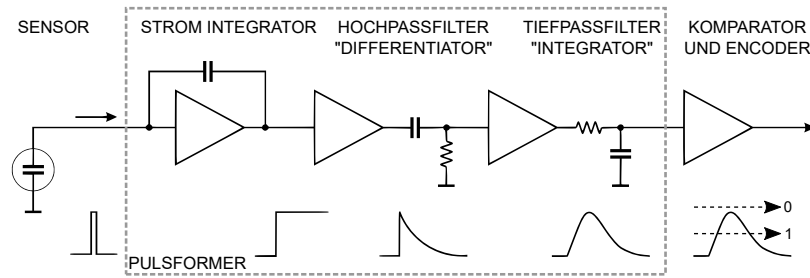 SENSOR
STROM INTEGRATOR
HOCHPASSFILTER
"DIFFERENTIATOR"
TIEFPASSFILTER
"INTEGRATOR"
KOMPARATOR
UND ENCODER
0
1
PULSFORMER